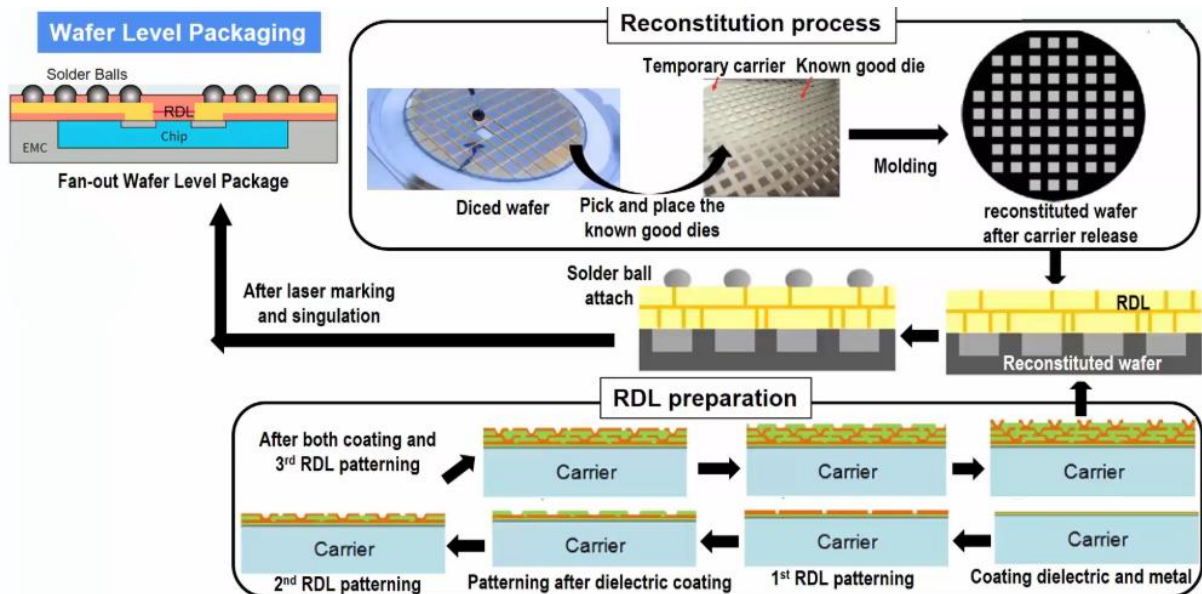 Wafer Level Packaging
Solder Balls
RDL
Chip
EMC
Fan-out Wafer Level Package
Reconstitution process
Temporary carrier
Known good die
Diced wafer
Pick and place the
known good dies
Molding
reconstituted wafer
after carrier release
After laser marking
and singulation
Solder ball
attach
RDL
Reconstituted wafer
RDL preparation
After both coating and
3rd RDL patterning
Carrier
Carrier
Carrier
Carrier
Carrier
Carrier
Carrier
2nd RDL patterning
Patterning after dielectric coating
1st RDL patterning
Coating dielectric and metal